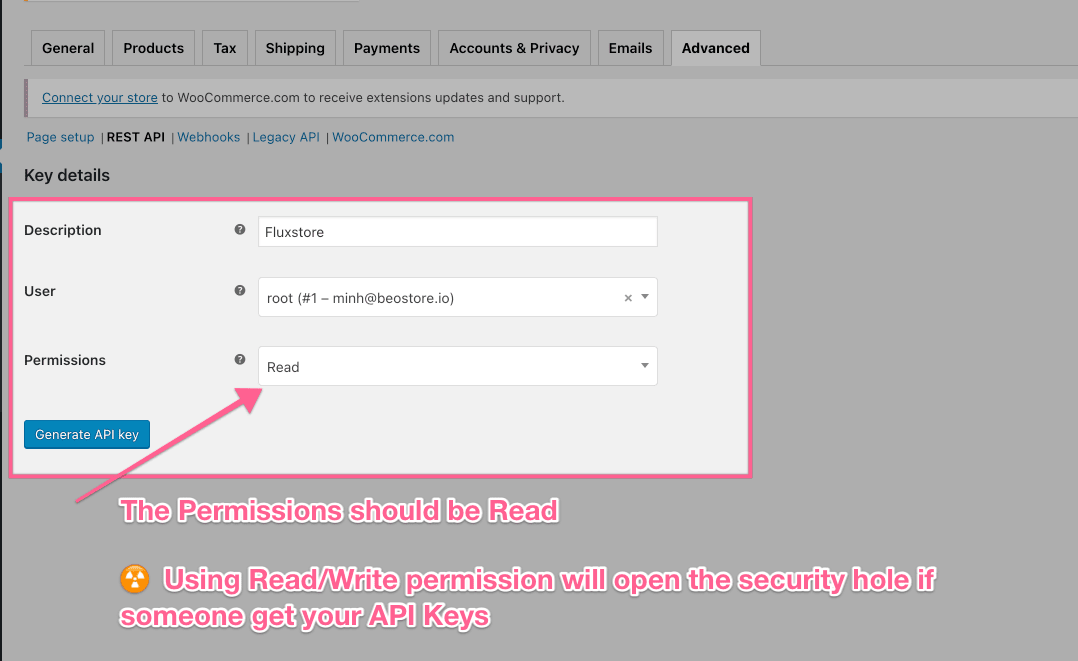 General Products Tax Shipping Payments Accounts & Privacy Emails Advanced
Connect your store to WooCommerce.com to receive extensions updates and support.
Page setup | REST API | Webhooks | Legacy API | WooCommerce.com
Key details
Description ? Fluxstore
User ? root (#1 – minh@beostore.io) ×
Permissions ? Read
Generate API key
The Permissions should be Read
☢️ Using Read/Write permission will open the security hole if
someone get your API Keys